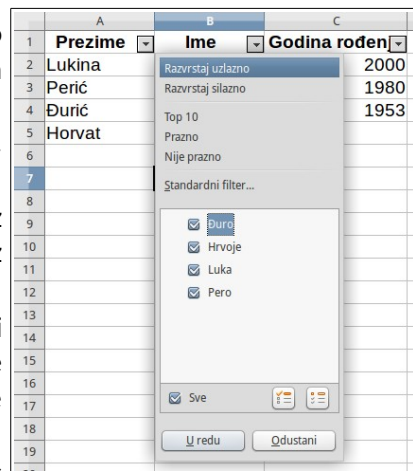 A B C
1 Prezime Ime Godina rođenj
2 Lukina 2000
3 Perić 1980
4 Đurić 1953
5 Horvat
6
7
8
9
10
11
12
13
14
15
16
17
18
19
Razvrstaj uzlazno
Razvrstaj silazno
Top 10
Prazno
Nije prazno
Standardni filter...
Đuro
Hrvoje
Luka
Pero
Sve
U redu Odustani